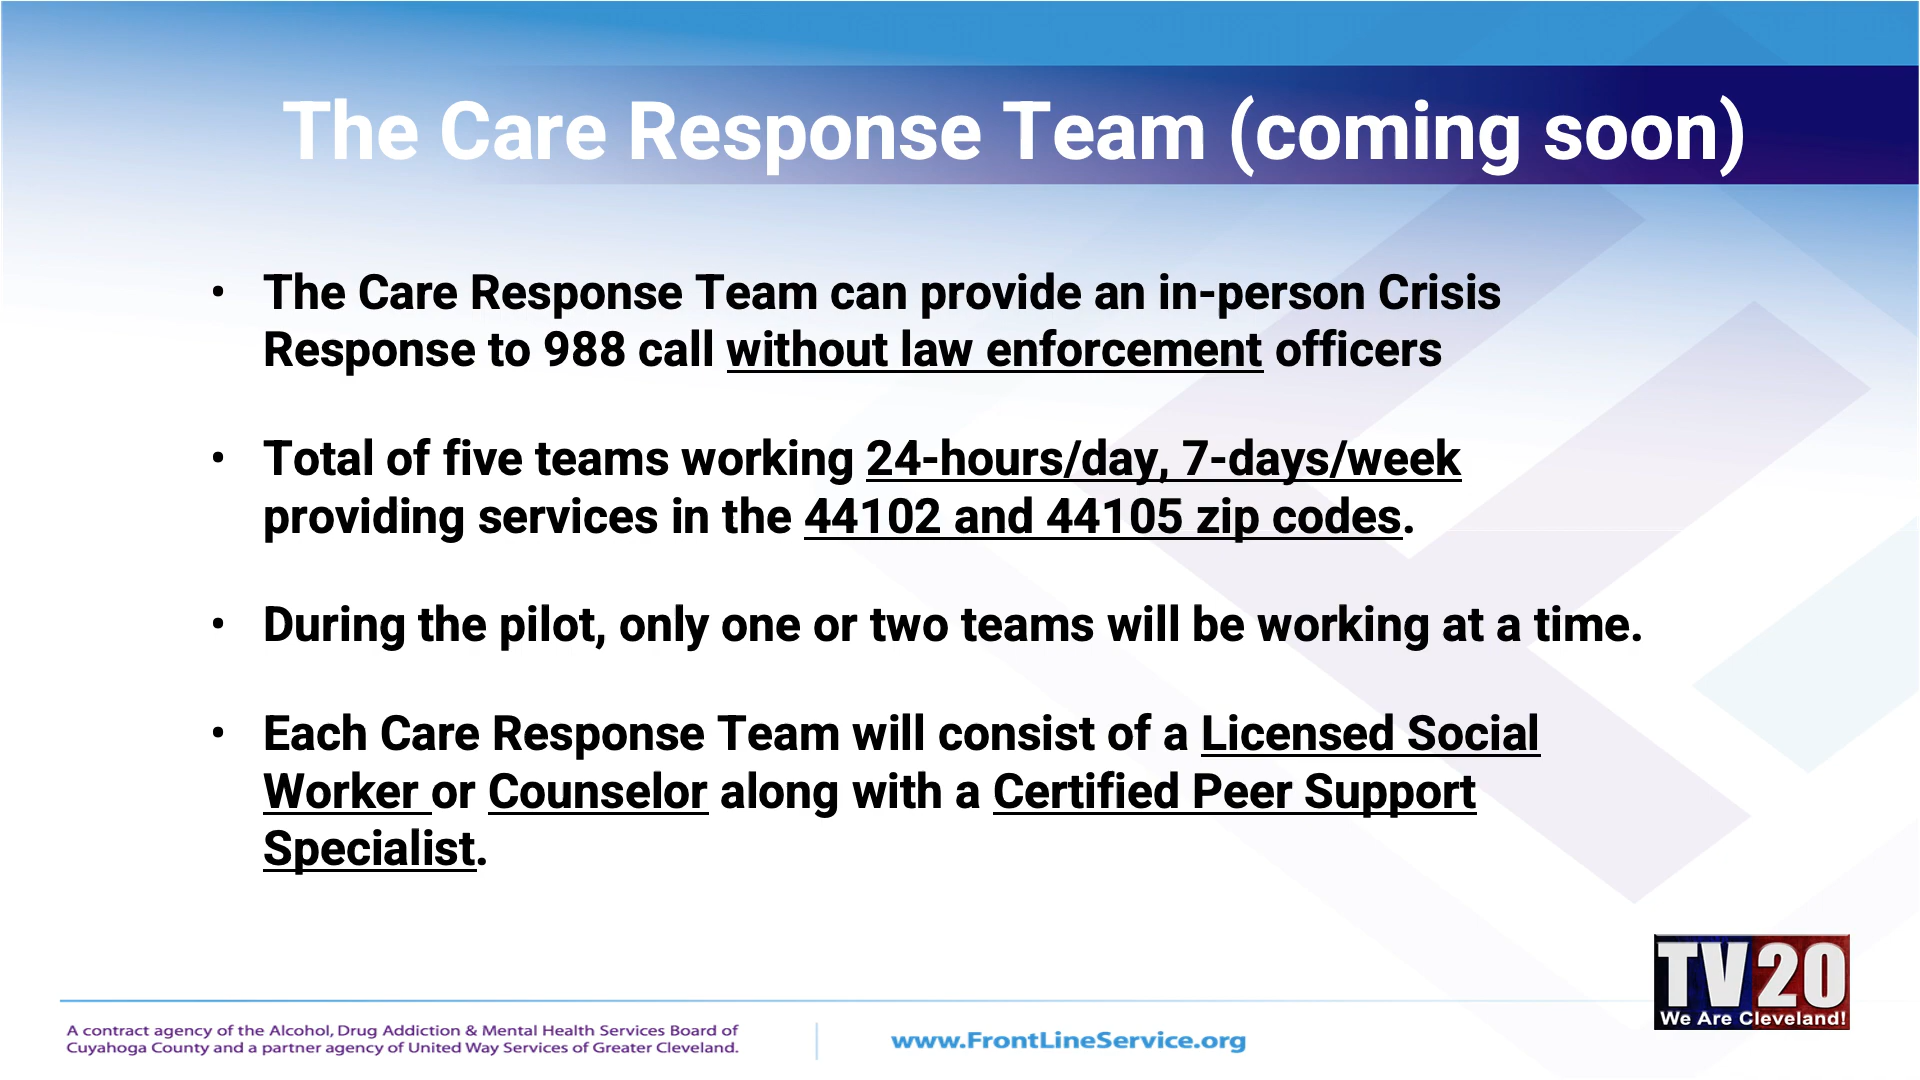 The Care Response Team (coming soon)
• The Care Response Team can provide an in-person Crisis
Response to 988 call without law enforcement officers
• Total of five teams working 24-hours/day, 7-days/week
providing services in the 44102 and 44105 zip codes.
• During the pilot, only one or two teams will be working at a time.
• Each Care Response Team will consist of a Licensed Social
Worker or Counselor along with a Certified Peer Support
Specialist.
TV20
We Are Cleveland!
A contract agency of the Alcohol, Drug Addiction & Mental Health Services Board of
Cuyahoga County and a partner agency of United Way Services of Greater Cleveland.
www.FrontLineService.org